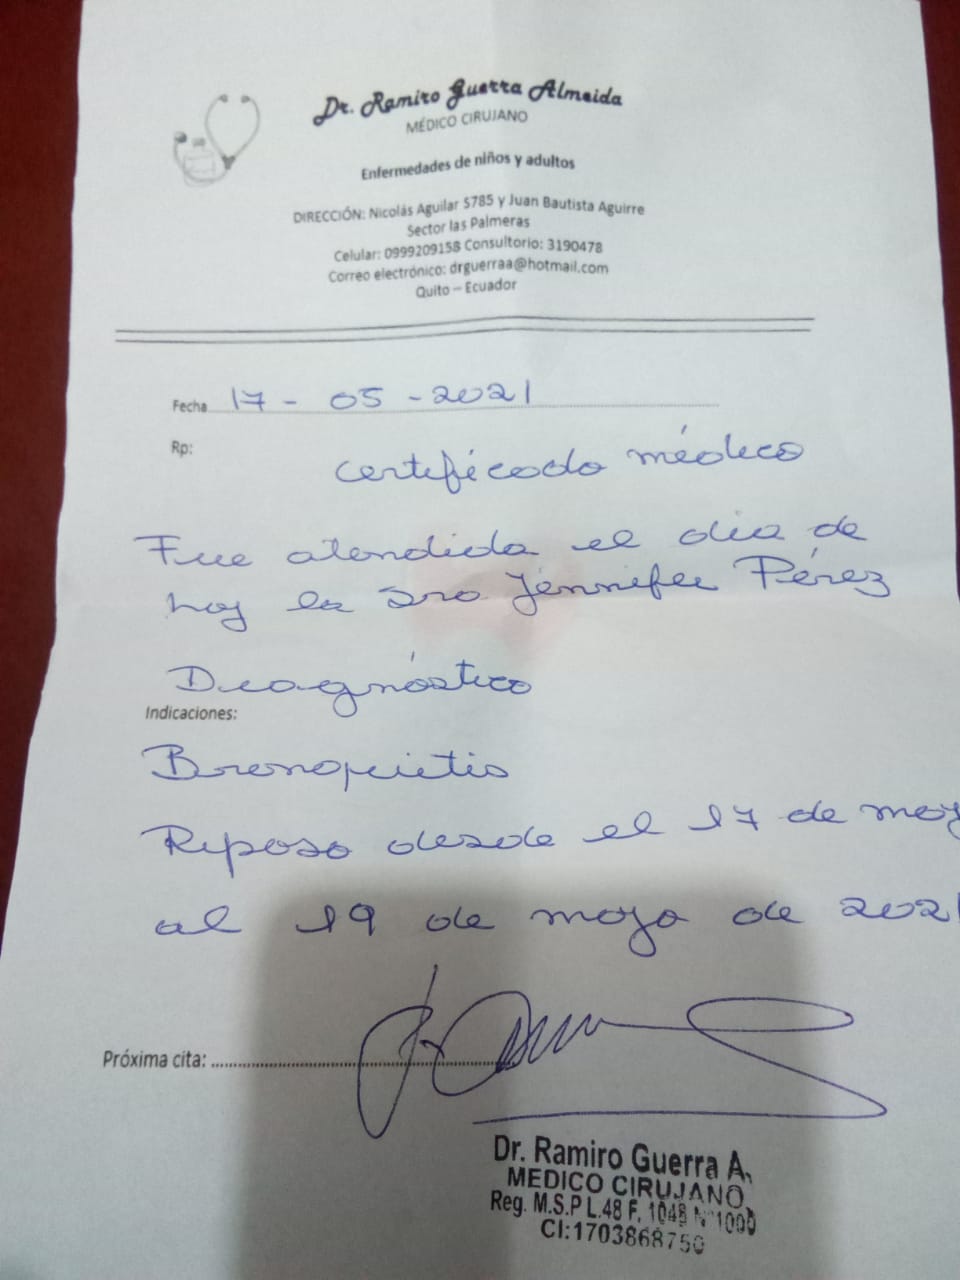 Dr. Ramiro Guerra Almeida
MÉDICO CIRUJANO
Enfermedades de niños y adultos
DIRECCIÓN: Nicolás Aguilar S785 y Juan Bautista Aguirre
Sector las Palmeras
Celular: 0999209158 Consultorio: 3190478
Correo electrónico: drguerraa@hotmail.com
Quito – Ecuador
Fecha 17 - 05 - 2021
Rp:
Certificado médico
Fue atendida el día de
hoy la Sra Jennifer Pérez
Diagnóstico
Indicaciones:
Bronquitis
Reposo desde el 17 de may
al 19 de mayo de 2021
Próxima cita:
Dr. Ramiro Guerra A.
MEDICO CIRUJANO
Reg. M.S.P L.48 F. 1048 N°1000
CI:1703868750